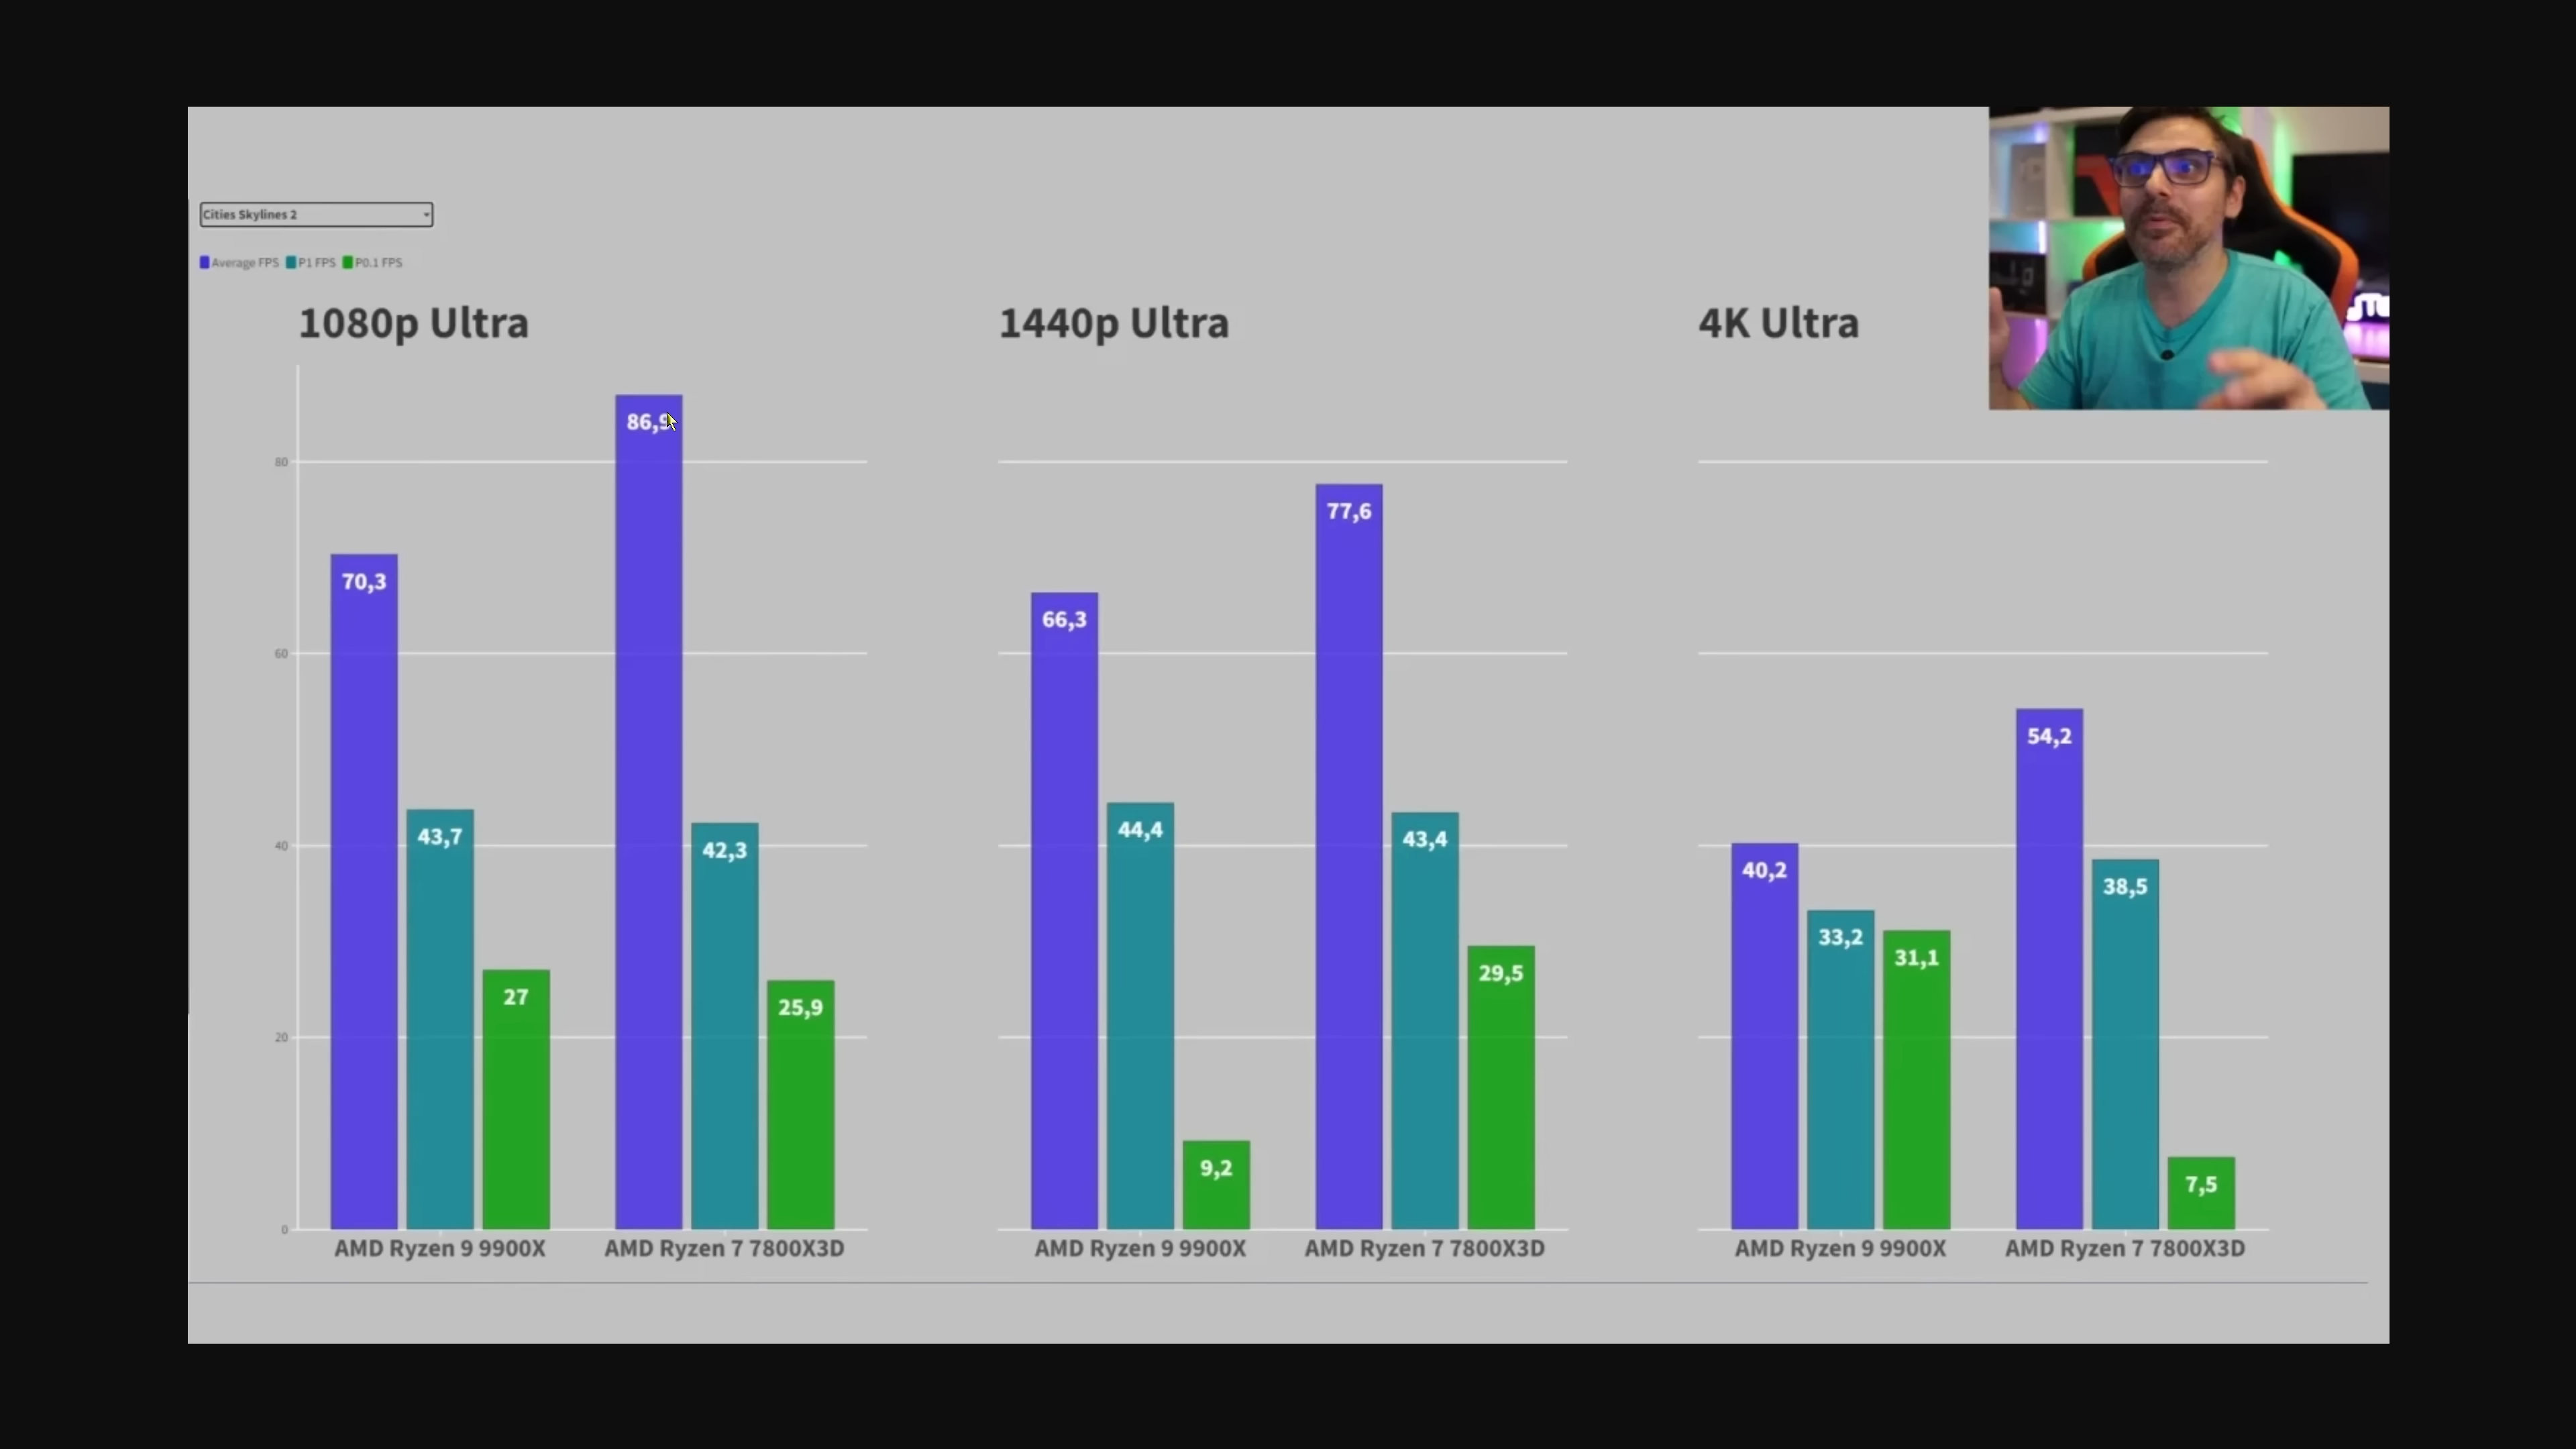 Cities Skylines 2
Average FPS P1 FPS P0.1 FPS
1080p Ultra
80
60
40
20
0
70,3
43,7
27
86,9
42,3
25,9
AMD Ryzen 9 9900X
AMD Ryzen 7 7800X3D
1440p Ultra
66,3
44,4
9,2
77,6
43,4
29,5
AMD Ryzen 9 9900X
AMD Ryzen 7 7800X3D
4K Ultra
40,2
33,2
31,1
54,2
38,5
7,5
AMD Ryzen 9 9900X
AMD Ryzen 7 7800X3D